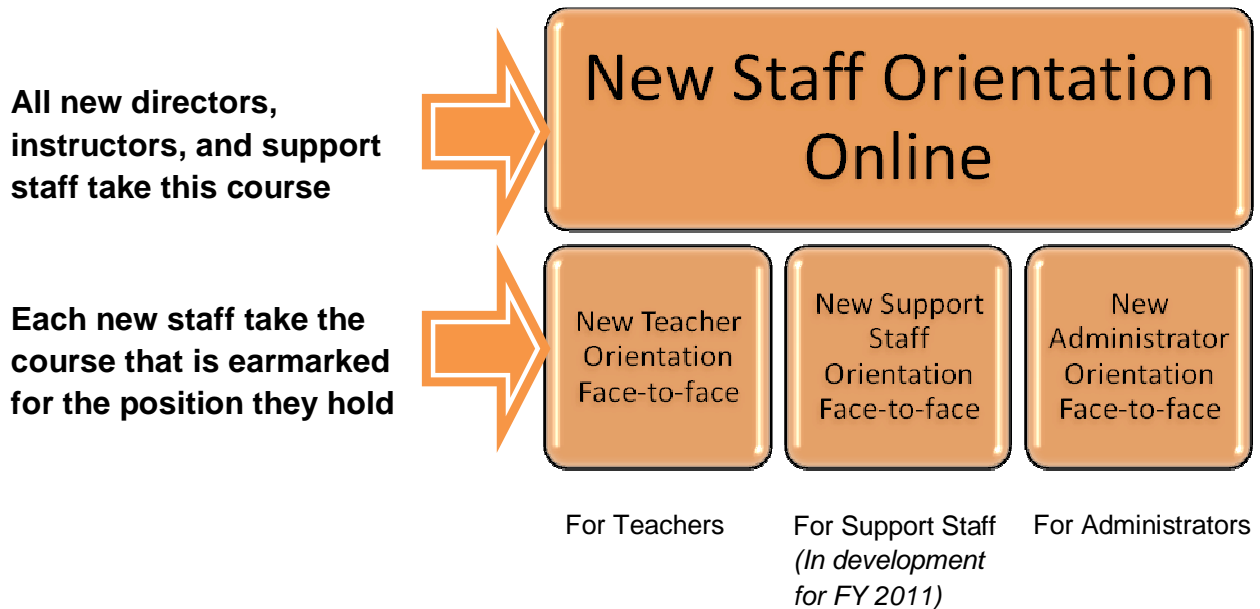 All new directors,
instructors, and support
staff take this course
New Staff Orientation
Online
Each new staff take the
course that is earmarked
for the position they hold
New Teacher
Orientation
Face-to-face
New Support
Staff
Orientation
Face-to-face
New
Administrator
Orientation
Face-to-face
For Teachers
For Support Staff
(In development
for FY 2011)
For Administrators